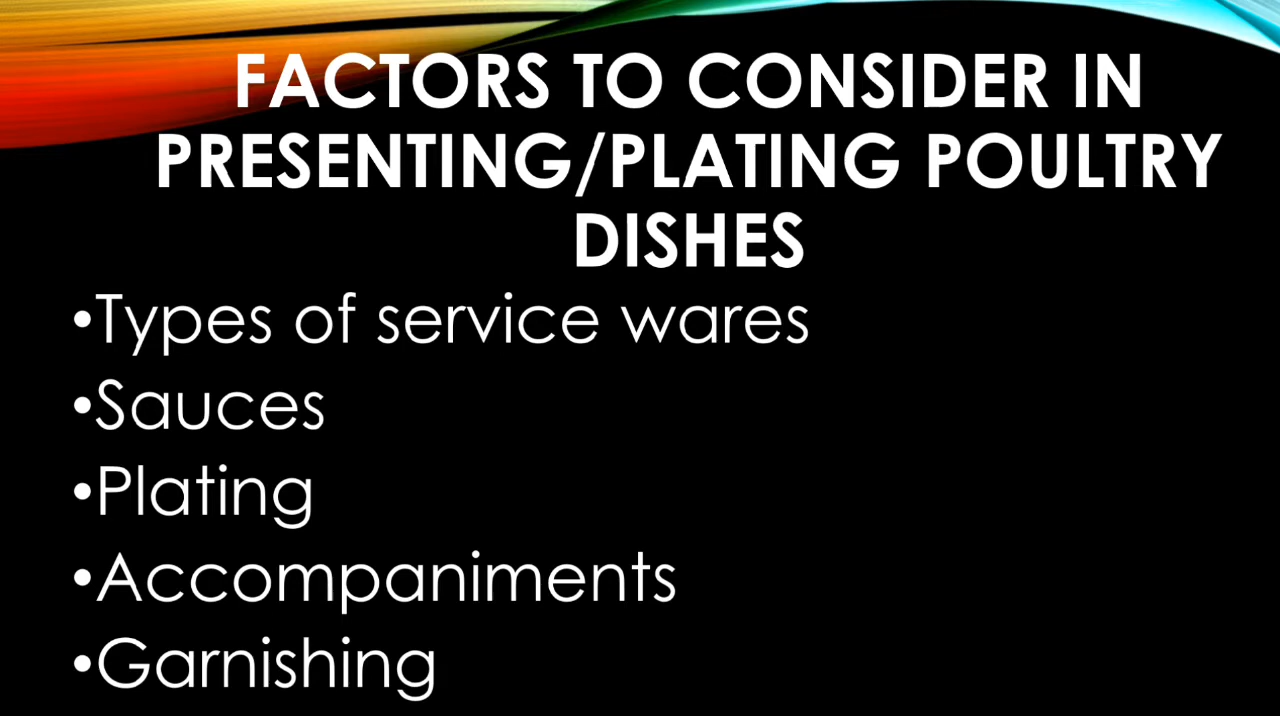 FACTORS TO CONSIDER IN
PRESENTING/PLATING POULTRY
DISHES
•Types of service wares
•Sauces
•Plating
•Accompaniments
•Garnishing